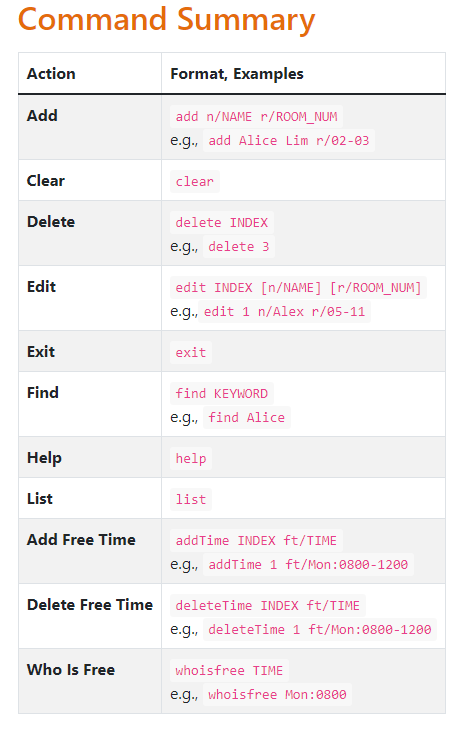 Command Summary
Action Format, Examples
Add add n/NAME r/ROOM_NUM
e.g., add Alice Lim r/02-03
Clear clear
Delete delete INDEX
e.g., delete 3
Edit edit INDEX [n/NAME] [r/ROOM_NUM]
e.g., edit 1 n/Alex r/05-11
Exit exit
Find find KEYWORD
e.g., find Alice
Help help
List list
Add Free Time addTime INDEX ft/TIME
e.g., addTime 1 ft/Mon:0800-1200
Delete Free Time deleteTime INDEX ft/TIME
e.g., deleteTime 1 ft/Mon:0800-1200
Who Is Free whoisfree TIME
e.g., whoisfree Mon:0800